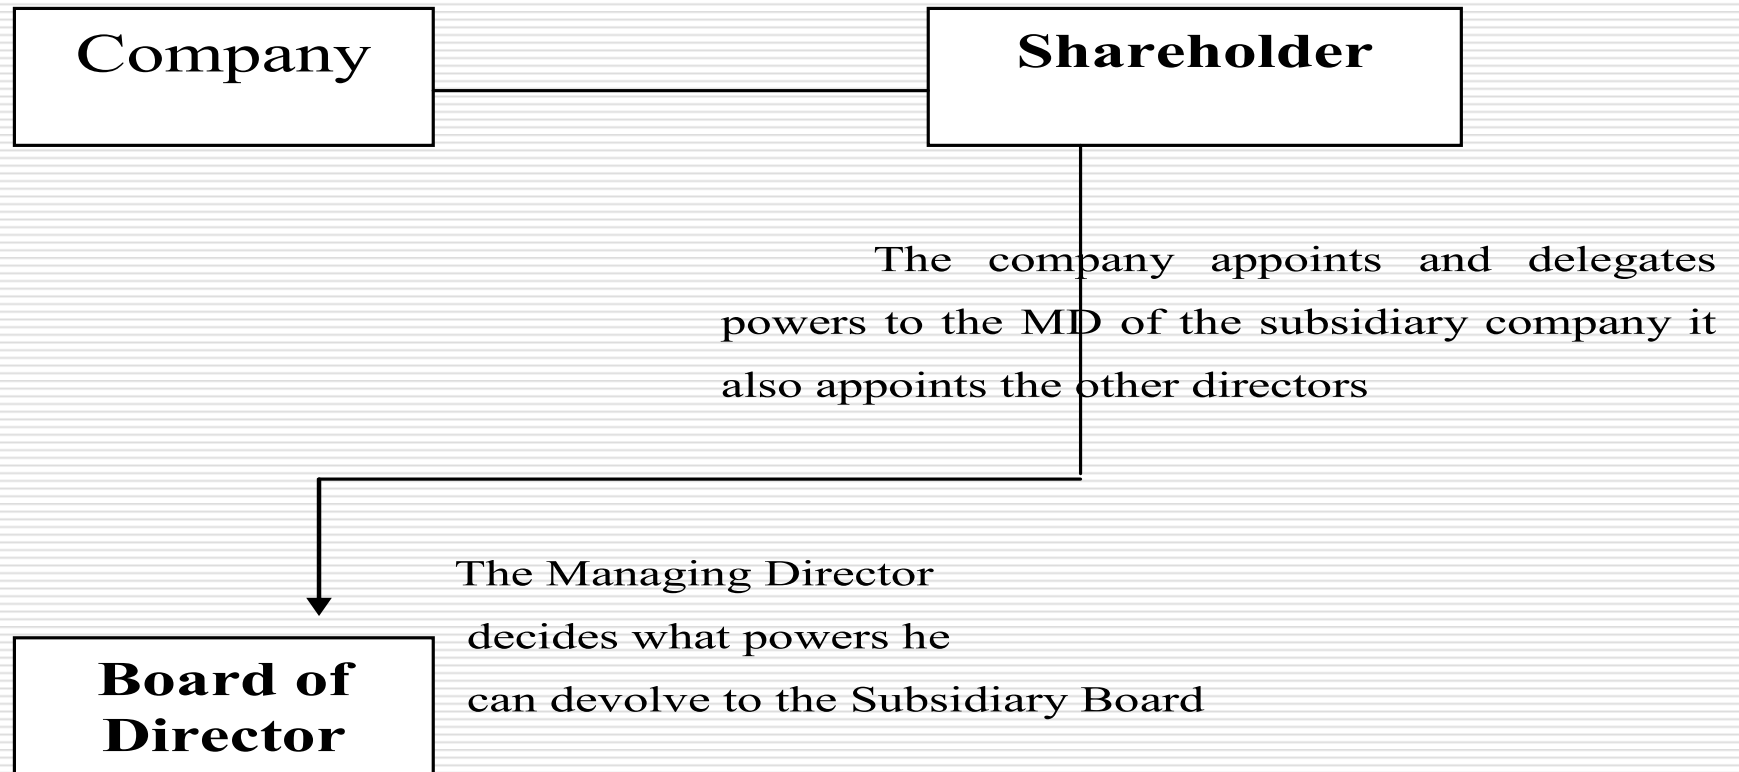 Company
Shareholder
The company appoints and delegates
powers to the MD of the subsidiary company it
also appoints the other directors
The Managing Director
decides what powers he
can devolve to the Subsidiary Board
Board of
Director